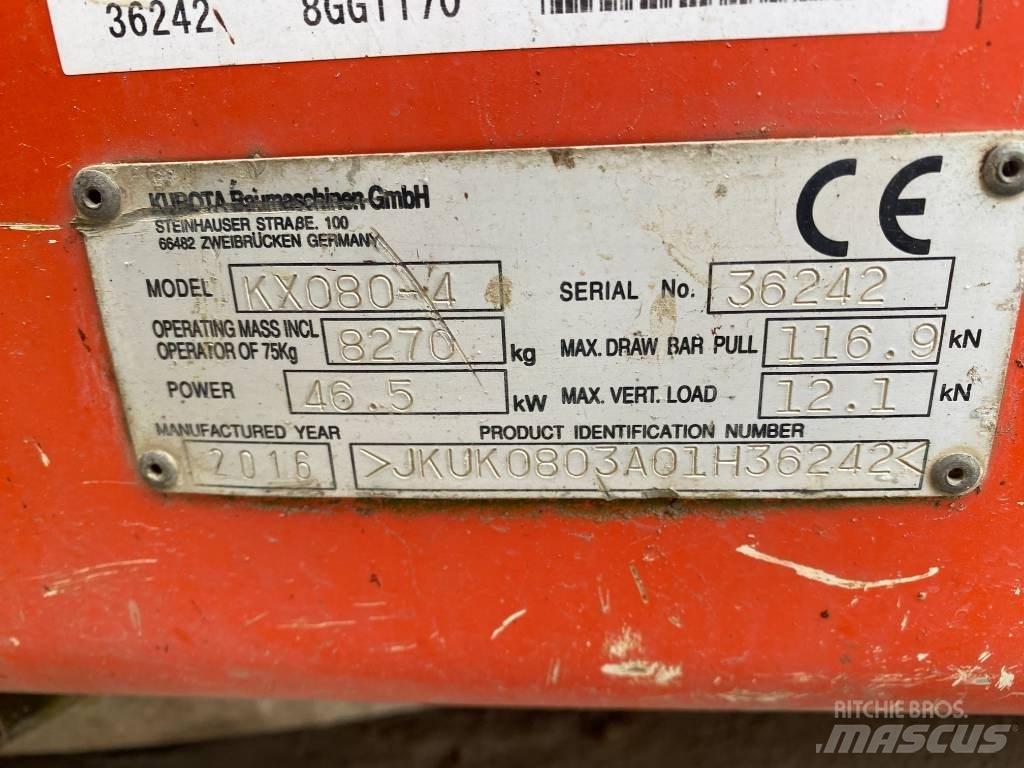 36242 8GG1170
KUBOTA Baumaschinen GmbH
STEINHAUSER STRAßE. 100
66482 ZWEIBRÜCKEN GERMANY
CE
MODEL KX080-4 SERIAL No. 36242
OPERATING MASS INCL
OPERATOR OF 75Kg 8270 kg MAX. DRAW BAR PULL 116.9 kN
POWER 46.5 kW MAX. VERT. LOAD 12.1 kN
MANUFACTURED YEAR PRODUCT IDENTIFICATION NUMBER
2016 >JKUK0803A01H36242<
RITCHIE BROS.
MASCUS